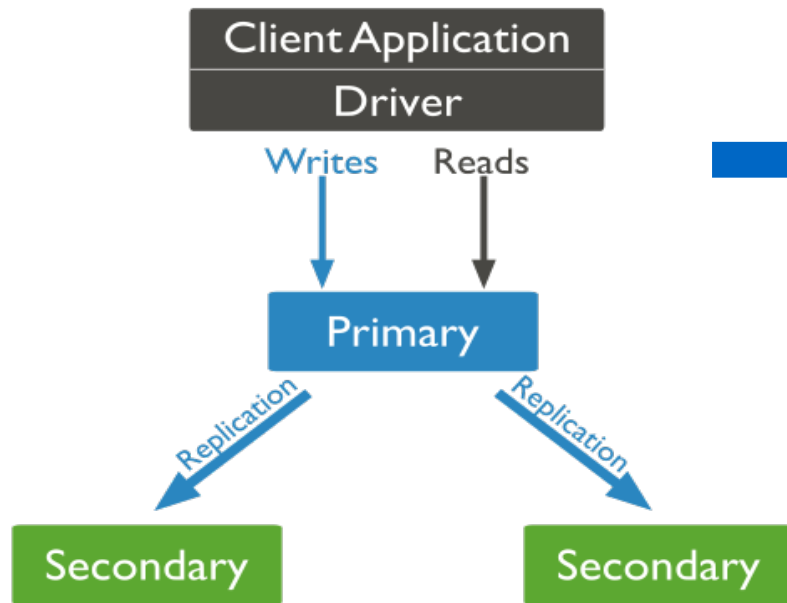 Client Application
Driver
Writes Reads
Primary
Replication Replication
Secondary Secondary